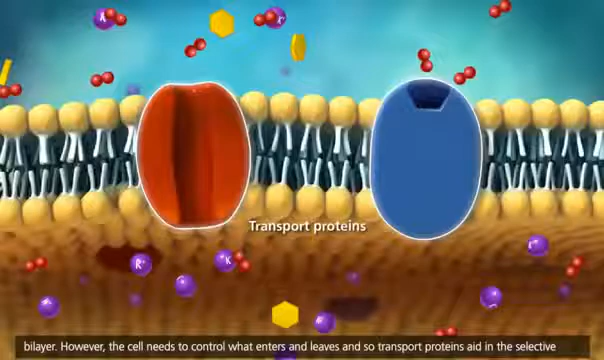 K+
K+
Transport proteins
K+
K
bilayer. However, the cell needs to control what enters and leaves and so transport proteins aid in the selective